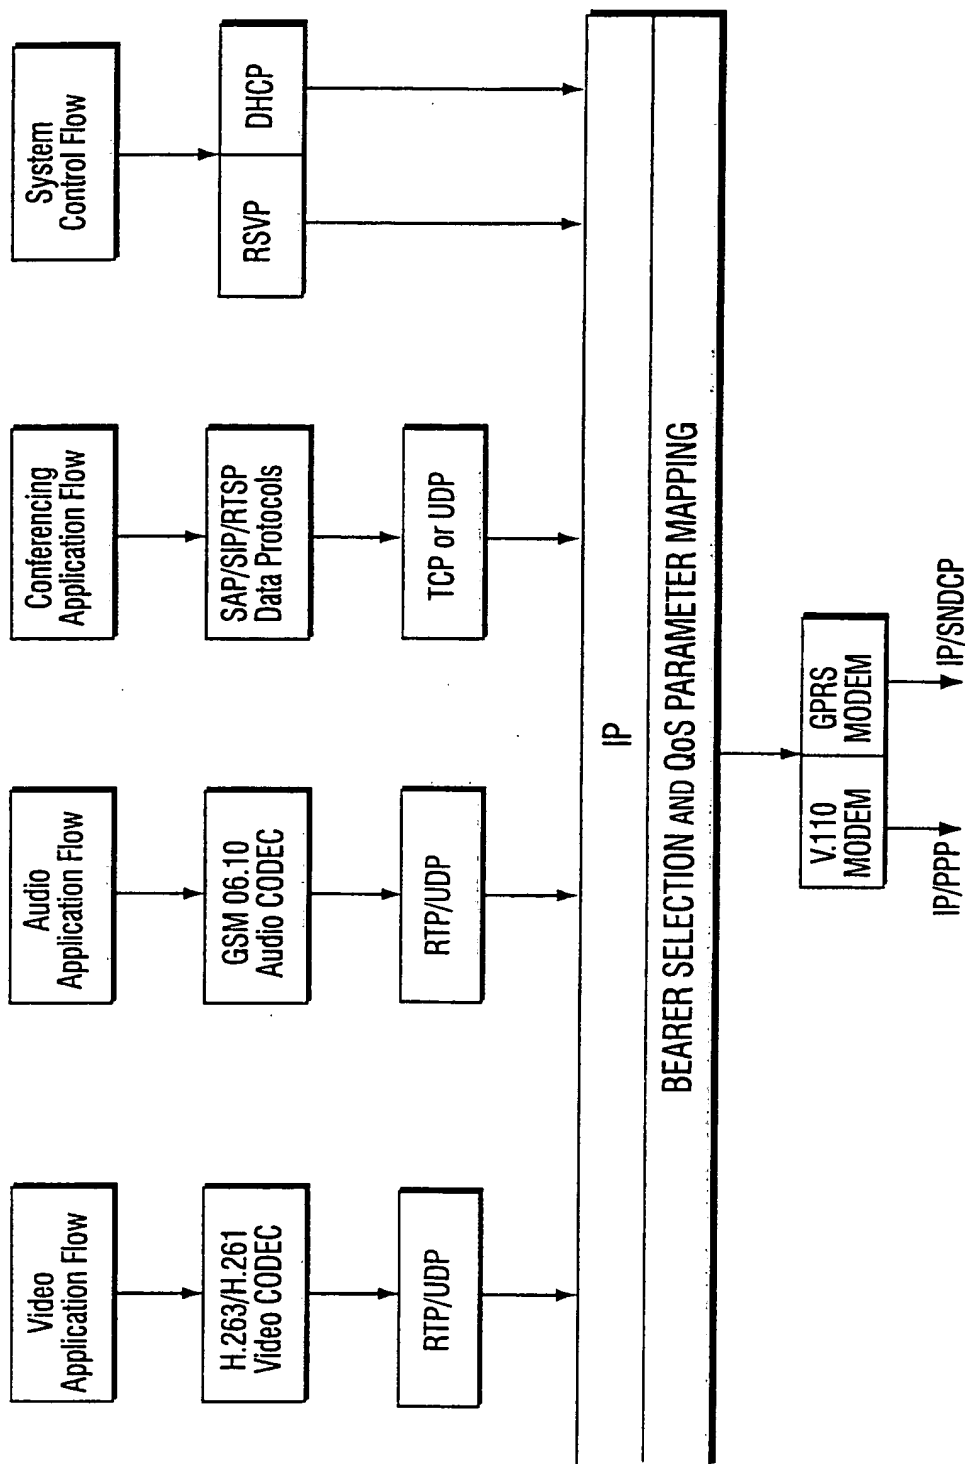 Video
Application Flow
H.263/H.261
Video CODEC
RTP/UDP
Audio
Application Flow
GSM 06.10
Audio CODEC
RTP/UDP
Conferencing
Application Flow
SAP/SIP/RTSP
Data Protocols
TCP or UDP
System
Control Flow
RSVP
DHCP
IP
BEARER SELECTION AND QoS PARAMETER MAPPING
V.110
MODEM
GPRS
MODEM
IP/PPP
IP/SNDCP